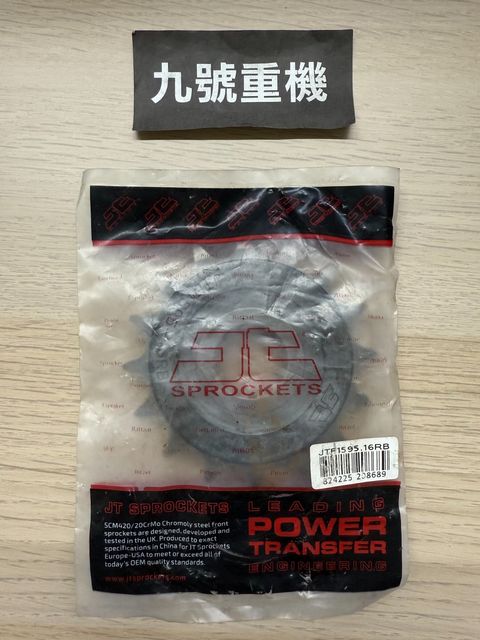 九號重機
SPROCKETS
JTF1595.16RB
824225 208689
JT SPROCKETS
SCM420/20CrMo Chromoly steel front
sprockets are designed, developed and
tested in the UK. Produced to exact
specifications in China for JT Sprockets
Europe-USA to meet or exceed all of
today's OEM quality standards.
www.jtsprockets.com
LEADING
POWER
TRANSFER
ENGINEERING